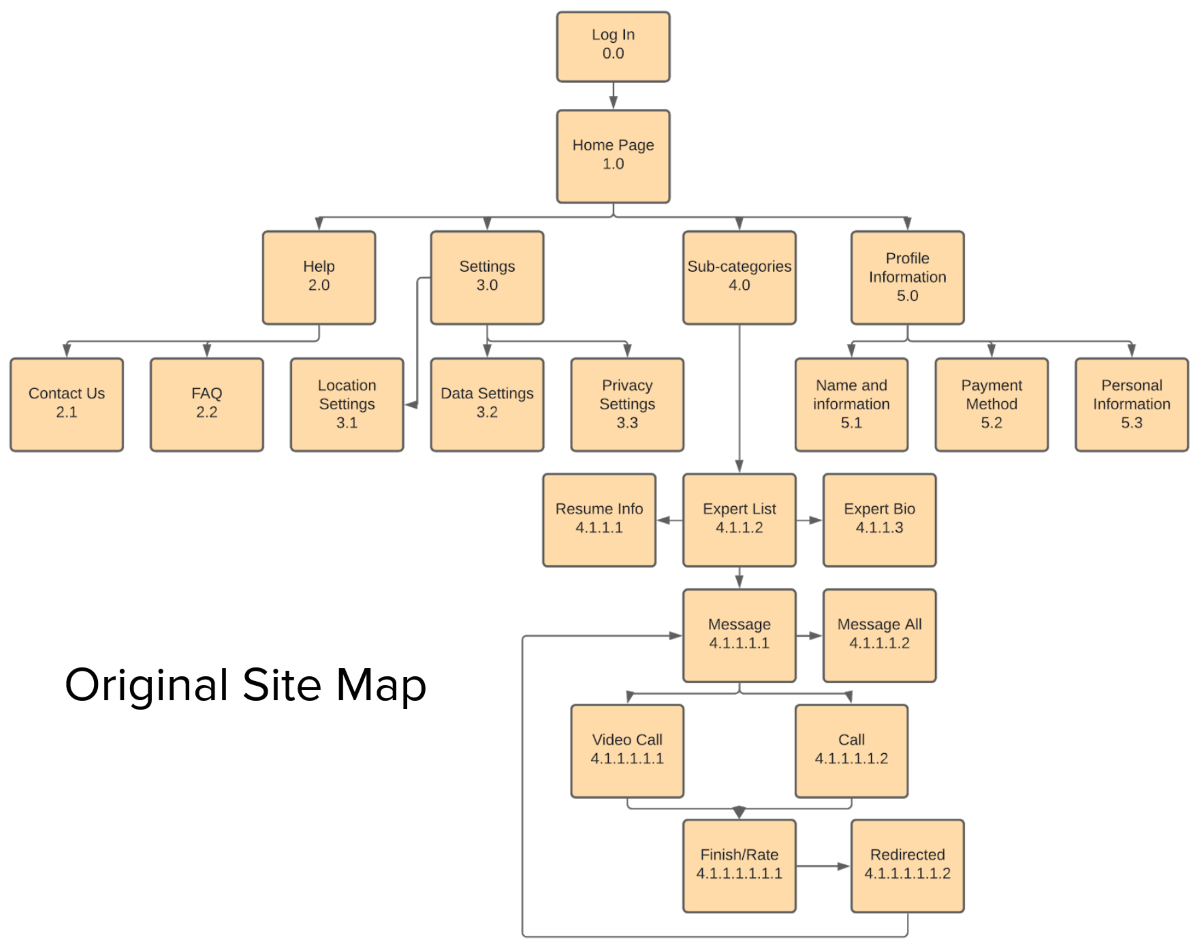 Log In
0.0
Home Page
1.0
Help
2.0
Settings
3.0
Sub-categories
4.0
Profile
Information
5.0
Contact Us
2.1
FAQ
2.2
Location
Settings
3.1
Data Settings
3.2
Privacy
Settings
3.3
Name and
information
5.1
Payment
Method
5.2
Personal
Information
5.3
Resume Info
4.1.1.1
Expert List
4.1.1.2
Expert Bio
4.1.1.3
Message
4.1.1.1.1
Message All
4.1.1.1.2
Original Site Map
Video Call
4.1.1.1.1.1
Call
4.1.1.1.1.2
Finish/Rate
4.1.1.1.1.1.1
Redirected
4.1.1.1.1.1.2